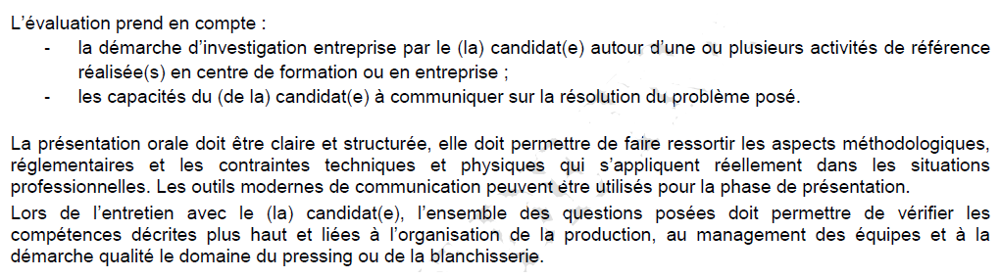 L'évaluation prend en compte :
- la démarche d'investigation entreprise par le (la) candidat(e) autour d'une ou plusieurs activités de référence
réalisée(s) en centre de formation ou en entreprise ;
- les capacités du (de la) candidat(e) à communiquer sur la résolution du problème posé.
La présentation orale doit être claire et structurée, elle doit permettre de faire ressortir les aspects méthodologiques,
réglementaires et les contraintes techniques et physiques qui s'appliquent réellement dans les situations
professionnelles. Les outils modernes de communication peuvent être utilisés pour la phase de présentation.
Lors de l'entretien avec le (la) candidat(e), l'ensemble des questions posées doit permettre de vérifier les
compétences décrites plus haut et liées à l'organisation de la production, au management des équipes et à la
démarche qualité le domaine du pressing ou de la blanchisserie.